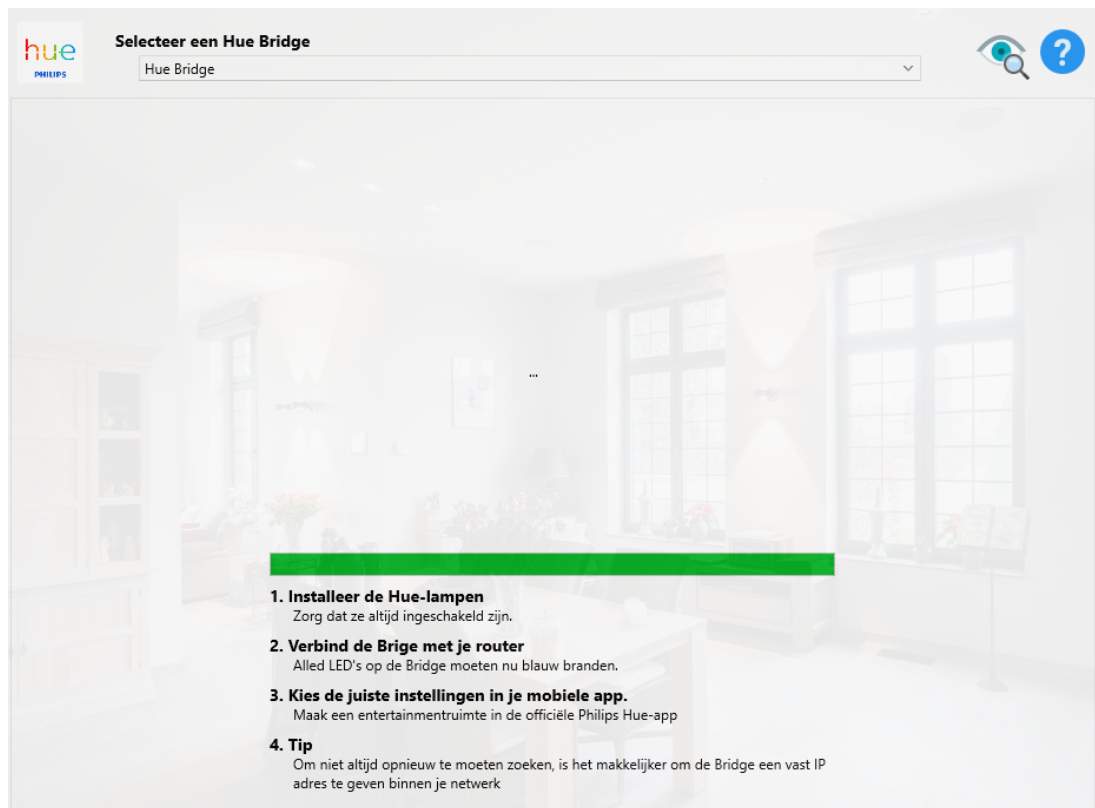 hue
PHILIPS
Selecteer een Hue Bridge
Hue Bridge
?
...
1. Installeer de Hue-lampen
Zorg dat ze altijd ingeschakeld zijn.
2. Verbind de Brige met je router
Alled LED's op de Bridge moeten nu blauw branden.
3. Kies de juiste instellingen in je mobiele app.
Maak een entertainmentruimte in de officiële Philips Hue-app
4. Tip
Om niet altijd opnieuw te moeten zoeken, is het makkelijker om de Bridge een vast IP
adres te geven binnen je netwerk